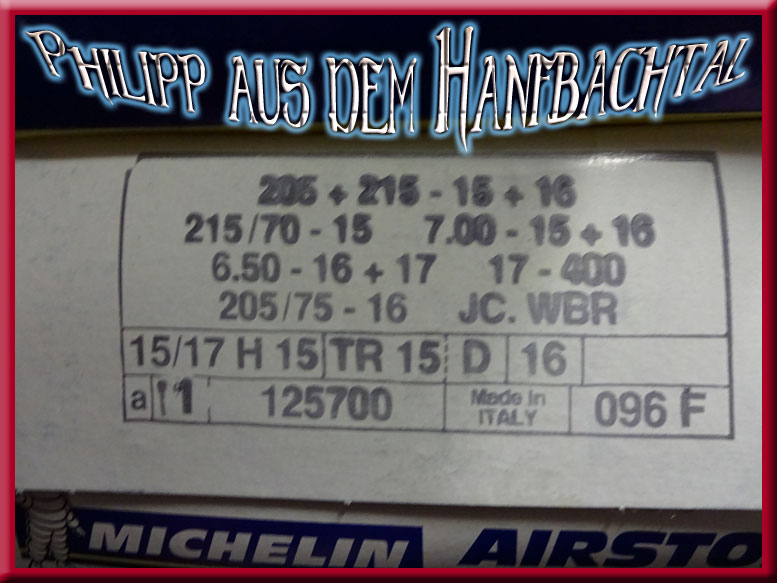 Philipp aus dem Hanfbachtal
205 + 215 - 15 + 16
215/70 - 15 7.00 - 15 + 16
6.50 - 16 + 17 17 - 400
205/75 - 16 JC. WBR
15/17 H 15 TR 15 D 16
a 11 125700 Made in ITALY 096 F
MICHELIN AIRSTO